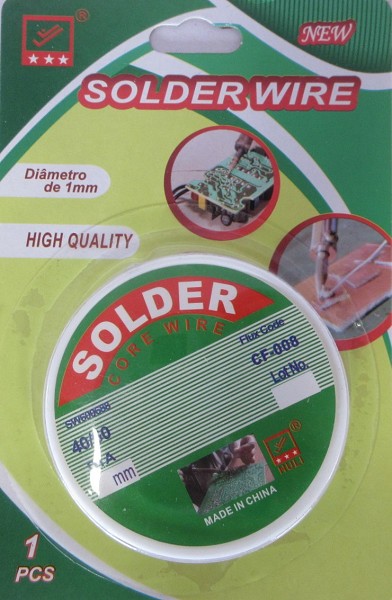 ®
NEW
SOLDER WIRE
Diâmetro
de 1mm
HIGH QUALITY
SOLDER
CORE WIRE
SW600688
Flux Code
CF-008
Lot No.
mm
®
MADE IN CHINA
1
PCS